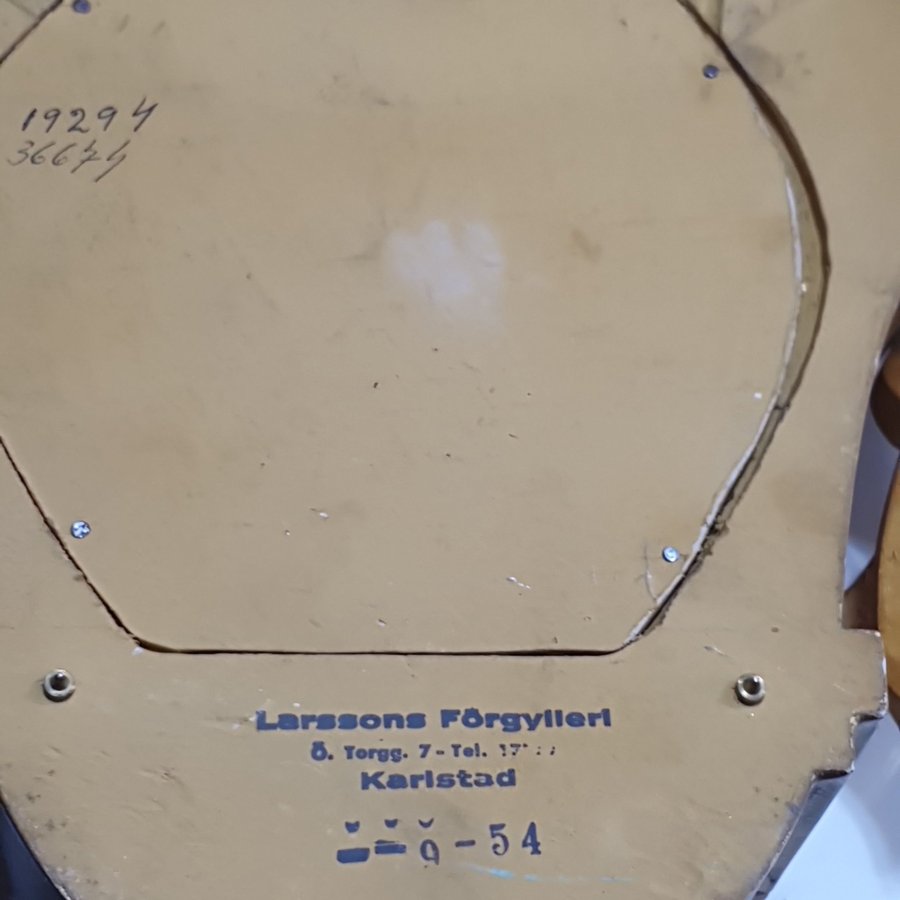 19294
36674
Larssons Förgylleri
Ö. Torgg. 7 - Tel.
Karlstad
- 54